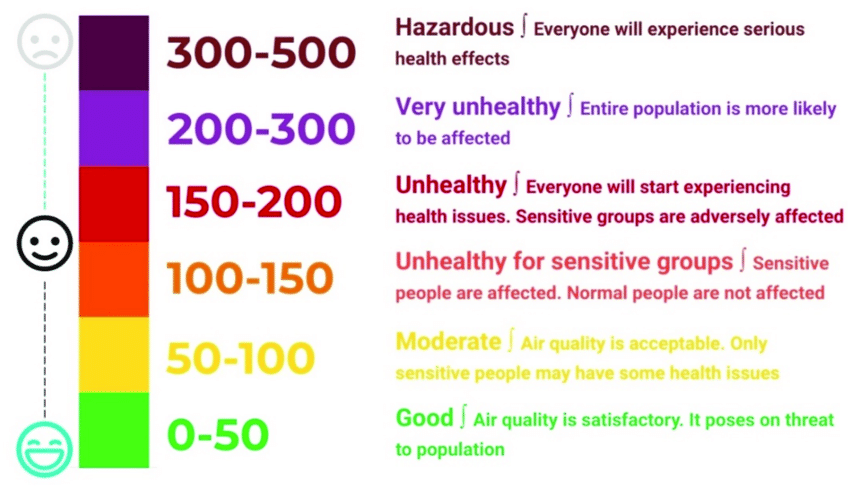 300-500
Hazardous ∫ Everyone will experience serious
health effects
200-300
Very unhealthy ∫ Entire population is more likely
to be affected
150-200
Unhealthy ∫ Everyone will start experiencing
health issues. Sensitive groups are adversely affected
100-150
Unhealthy for sensitive groups ∫ Sensitive
people are affected. Normal people are not affected
50-100
Moderate ∫ Air quality is acceptable. Only
sensitive people may have some health issues
0-50
Good ∫ Air quality is satisfactory. It poses on threat
to population